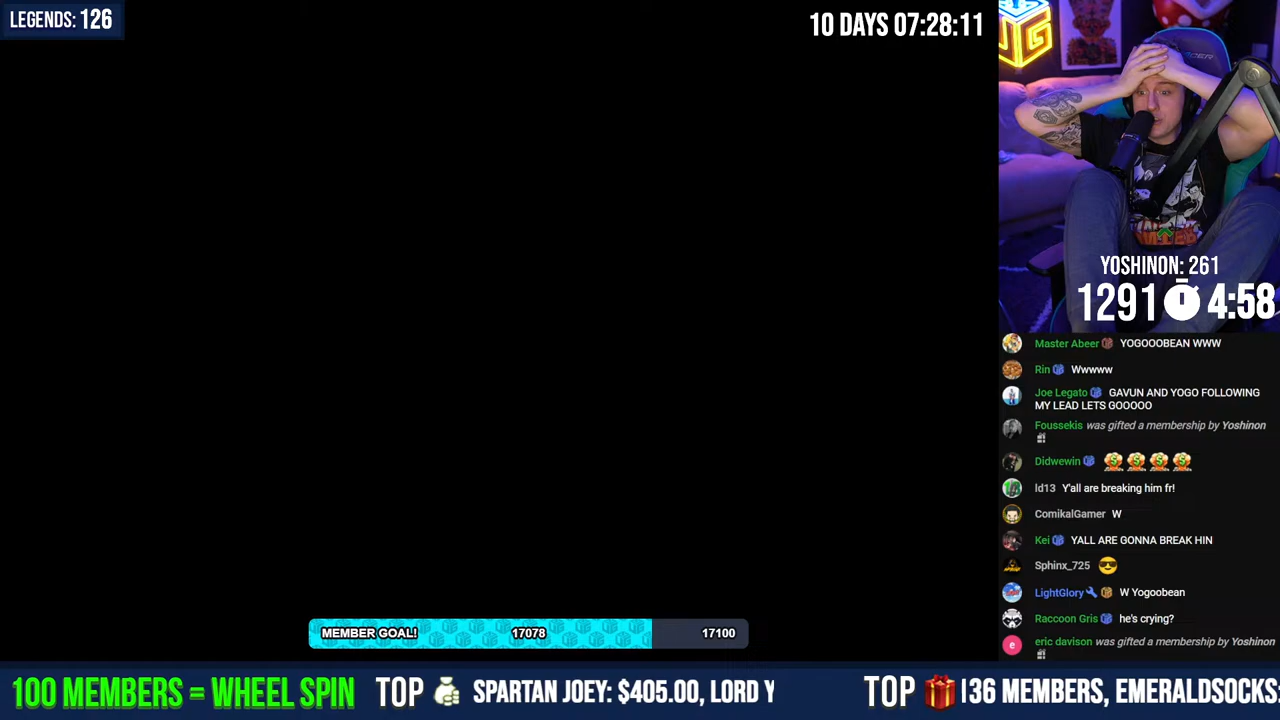 LEGENDS: 126
10 DAYS 07:28:11
YOSHINON: 261
1291 4:58
Master Abeer YOGOOOBEAN WWW
Rin Wwwww
Joe Legato GAVUN AND YOGO FOLLOWING
MY LEAD LETS GOOOOO
Foussekis was gifted a membership by Yoshinon
Didwewin
ld13 Y'all are breaking him fr!
ComikalGamer W
Kei YALL ARE GONNA BREAK HIN
Sphinx_725
LightGlory W Yogoobean
Raccoon Gris he's crying?
eric davison was gifted a membership by Yoshinon
MEMBER GOAL! 17078 17100
100 MEMBERS = WHEEL SPIN TOP SPARTAN JOEY: $405.00, LORD Y TOP 136 MEMBERS, EMERALDSOCKS: